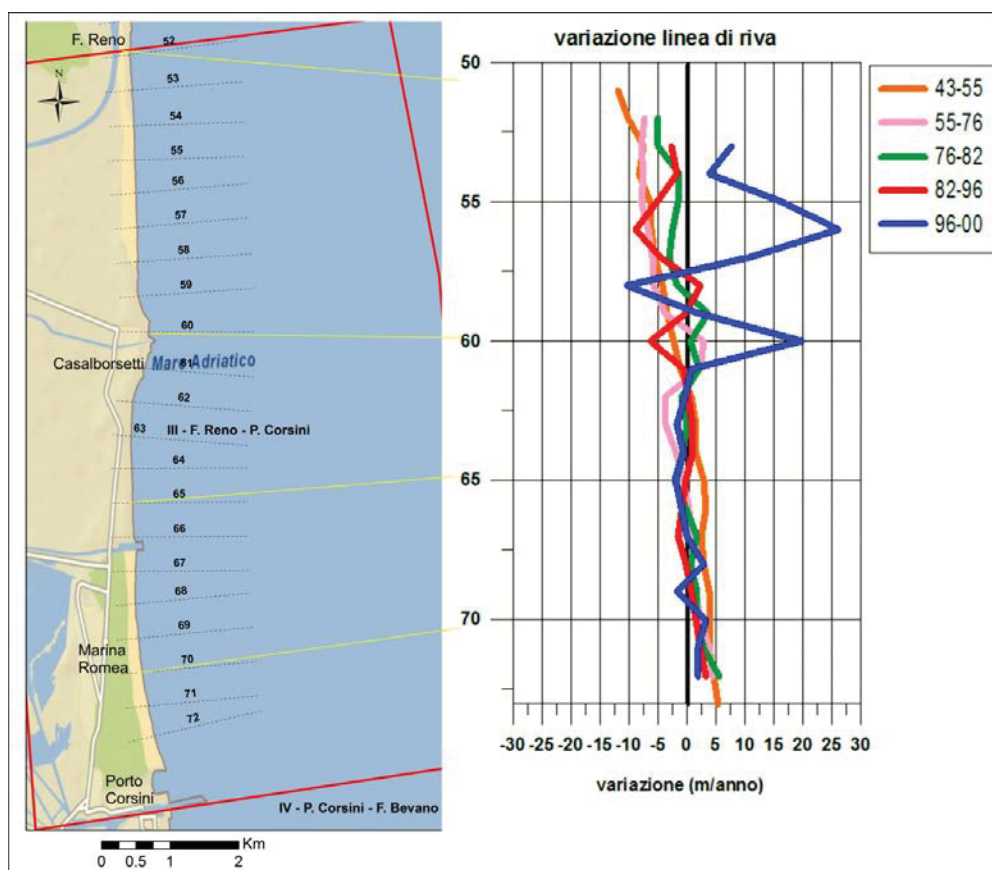 F. Reno
N
52
53
54
55
56
57
58
59
60
Casalborsetti
Mare Adriatico
61
62
63
III - F. Reno - P. Corsini
64
65
66
67
68
69
Marina
Romea
70
71
72
Porto
Corsini
IV - P. Corsini - F. Bevano
Km
0 0.5 1 2
variazione linea di riva
50
55
60
65
70
-30 -25 -20 -15 -10 -5 0 5 10 15 20 25 30
variazione (m/anno)
43-55
55-76
76-82
82-96
96-00